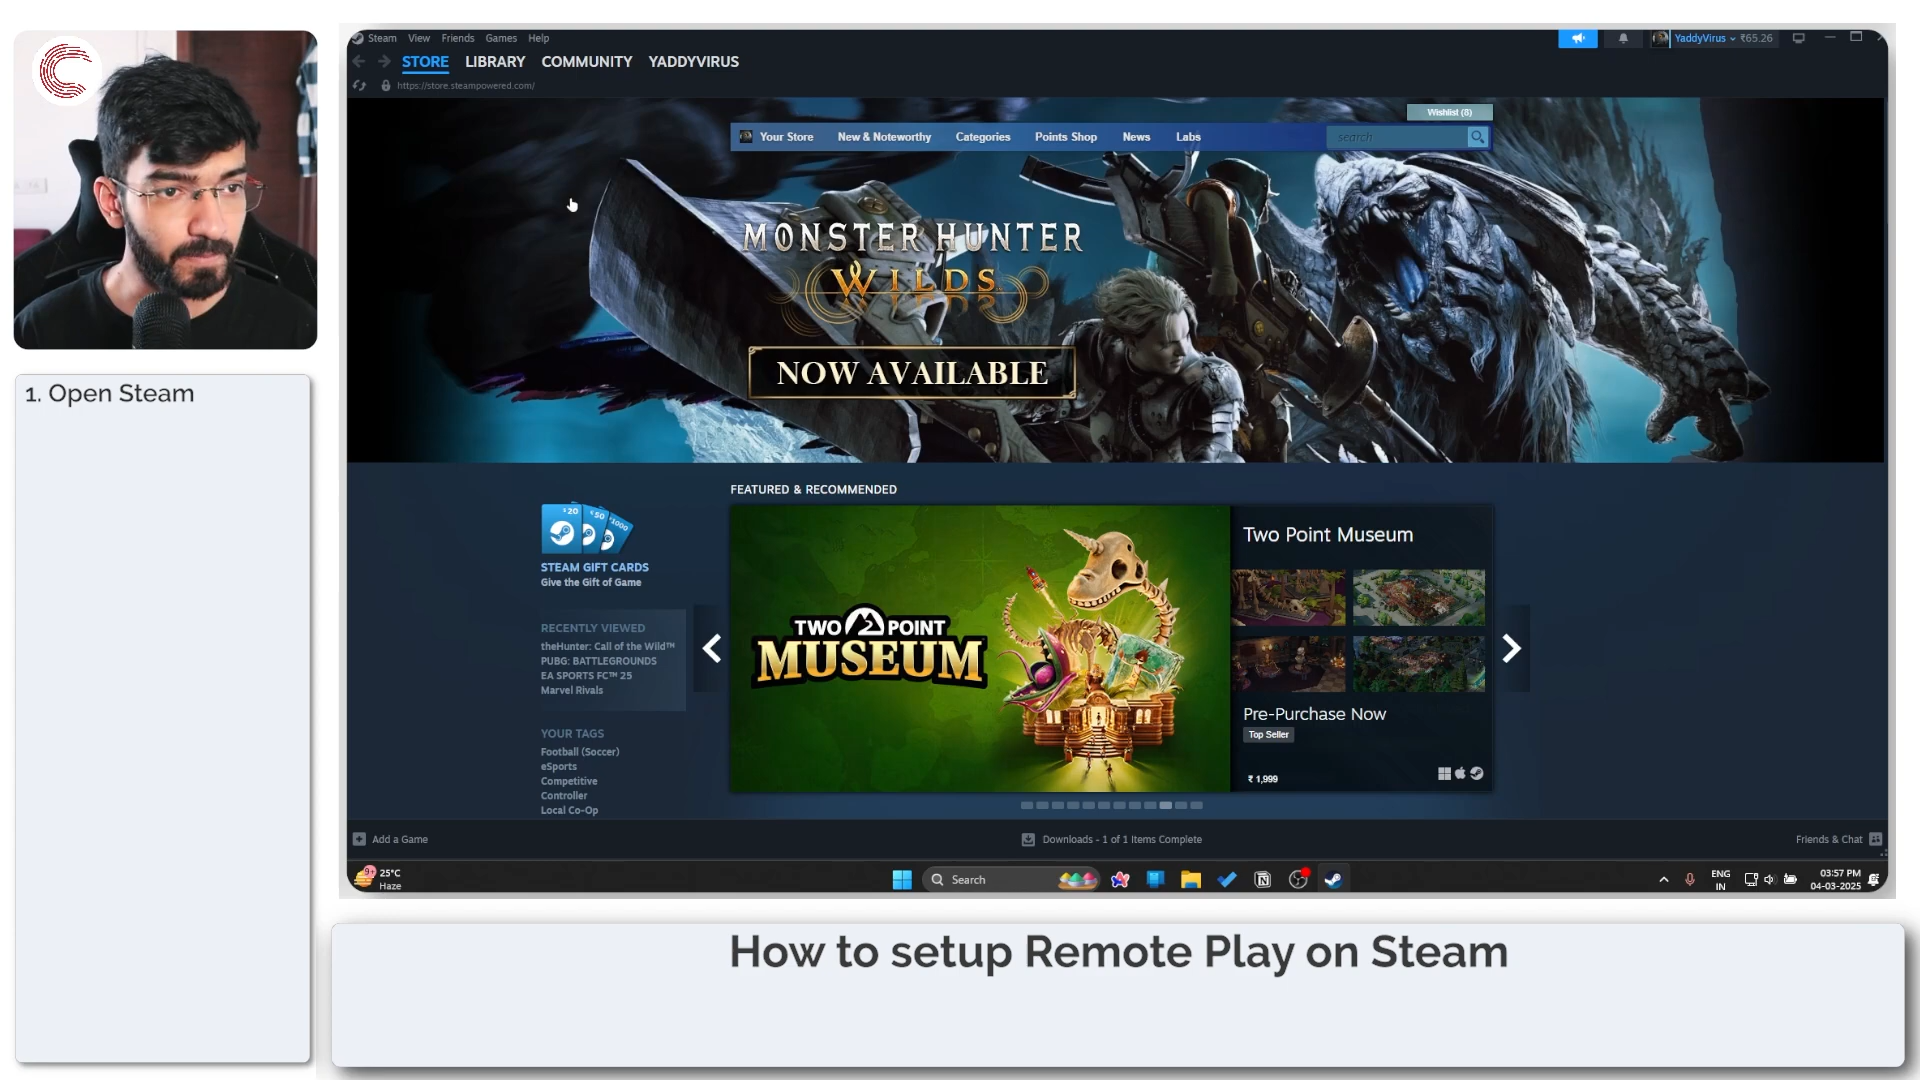 1. Open Steam
Steam View Friends Games Help
YaddyVirus ₹65.26
STORE LIBRARY COMMUNITY YADDYVIRUS
https://store.steampowered.com/
Wishlist (8)
Your Store New & Noteworthy Categories Points Shop News Labs search
MONSTER HUNTER
WILDS
NOW AVAILABLE
FEATURED & RECOMMENDED
STEAM GIFT CARDS
Give the Gift of Game
RECENTLY VIEWED
theHunter: Call of the Wild™
PUBG: BATTLEGROUNDS
EA SPORTS FC™ 25
Marvel Rivals
YOUR TAGS
Football (Soccer)
eSports
Competitive
Controller
Local Co-Op
TWO POINT
MUSEUM
Two Point Museum
Pre-Purchase Now
Top Seller
₹ 1,999
Add a Game
Downloads - 1 of 1 Items Complete
Friends & Chat
9+
25°C
Haze
Search
ENG
IN
03:57 PM
04-03-2025
How to setup Remote Play on Steam